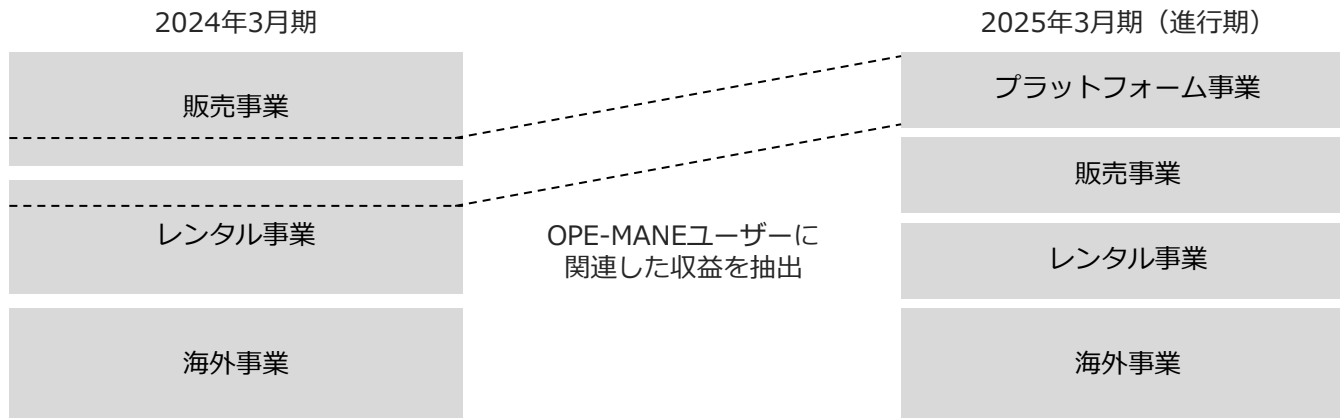 2024年3月期
販売事業
レンタル事業
海外事業
OPE-MANEユーザーに
関連した収益を抽出
2025年3月期（進行期）
プラットフォーム事業
販売事業
レンタル事業
海外事業